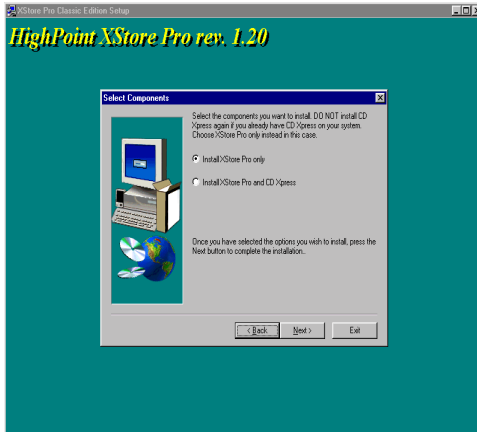 XStore Pro Classic Edition Setup
HighPoint XStore Pro rev. 1.20
Select Components
Select the components you want to install. DO NOT install CD
Xpress again if you already have CD Xpress on your system.
Choose XStore Pro only instead in this case.
Install XStore Pro only
Install XStore Pro and CD Xpress
Once you have selected the options you wish to install, press the
Next button to complete the installation..
< Back
Next >
Exit